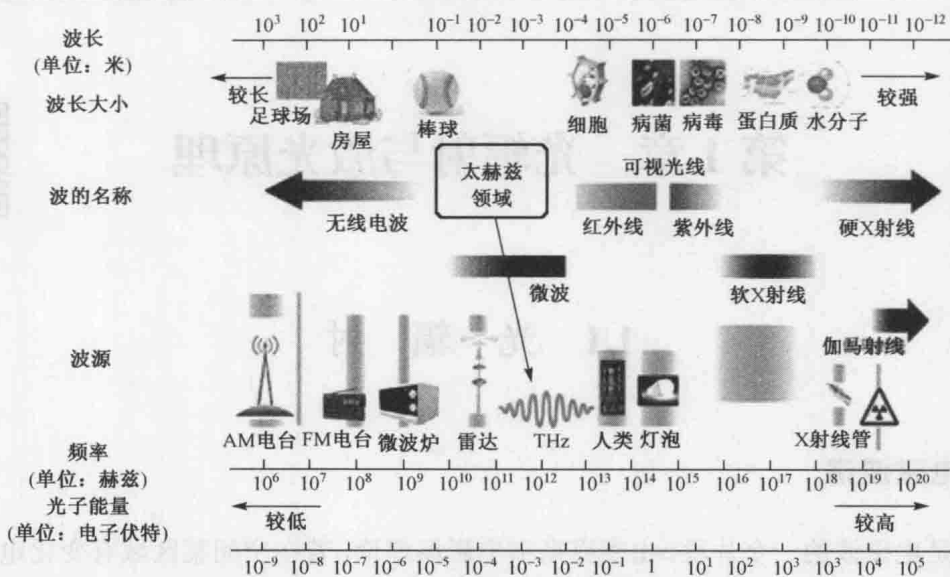 10³ 10² 10¹ 10⁻¹ 10⁻² 10⁻³ 10⁻⁴ 10⁻⁵ 10⁻⁶ 10⁻⁷ 10⁻⁸ 10⁻⁹ 10⁻¹⁰ 10⁻¹¹ 10⁻¹²
波长
(单位：米)
波长大小
较长
足球场
房屋
棒球
细胞
病菌
病毒
蛋白质
水分子
较强
波的名称
无线电波
太赫兹
领域
可视光线
红外线
紫外线
硬X射线
微波
软X射线
伽马射线
波源
AM电台
FM电台
微波炉
雷达
THz
人类
灯泡
X射线管
频率
(单位：赫兹)
10⁶ 10⁷ 10⁸ 10⁹ 10¹⁰ 10¹¹ 10¹² 10¹³ 10¹⁴ 10¹⁵ 10¹⁶ 10¹⁷ 10¹⁸ 10¹⁹ 10²⁰
光子能量
(单位：电子伏特)
较低
较高
10⁻⁹ 10⁻⁸ 10⁻⁷ 10⁻⁶ 10⁻⁵ 10⁻⁴ 10⁻³ 10⁻² 10⁻¹ 1 10¹ 10² 10³ 10⁴ 10⁵